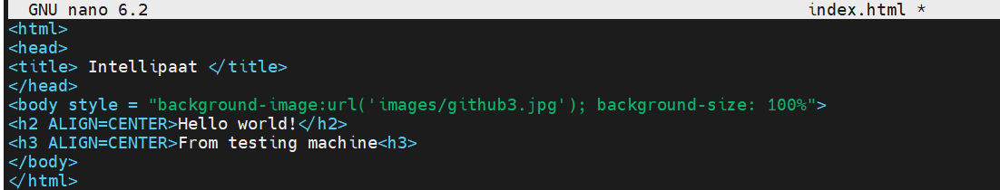 GNU nano 6.2 index.html *
<html>
<head>
<title> Intellipaat </title>
</head>
<body style = "background-image:url('images/github3.jpg'); background-size: 100%">
<h2 ALIGN=CENTER>Hello world!</h2>
<h3 ALIGN=CENTER>From testing machine<h3>
</body>
</html>